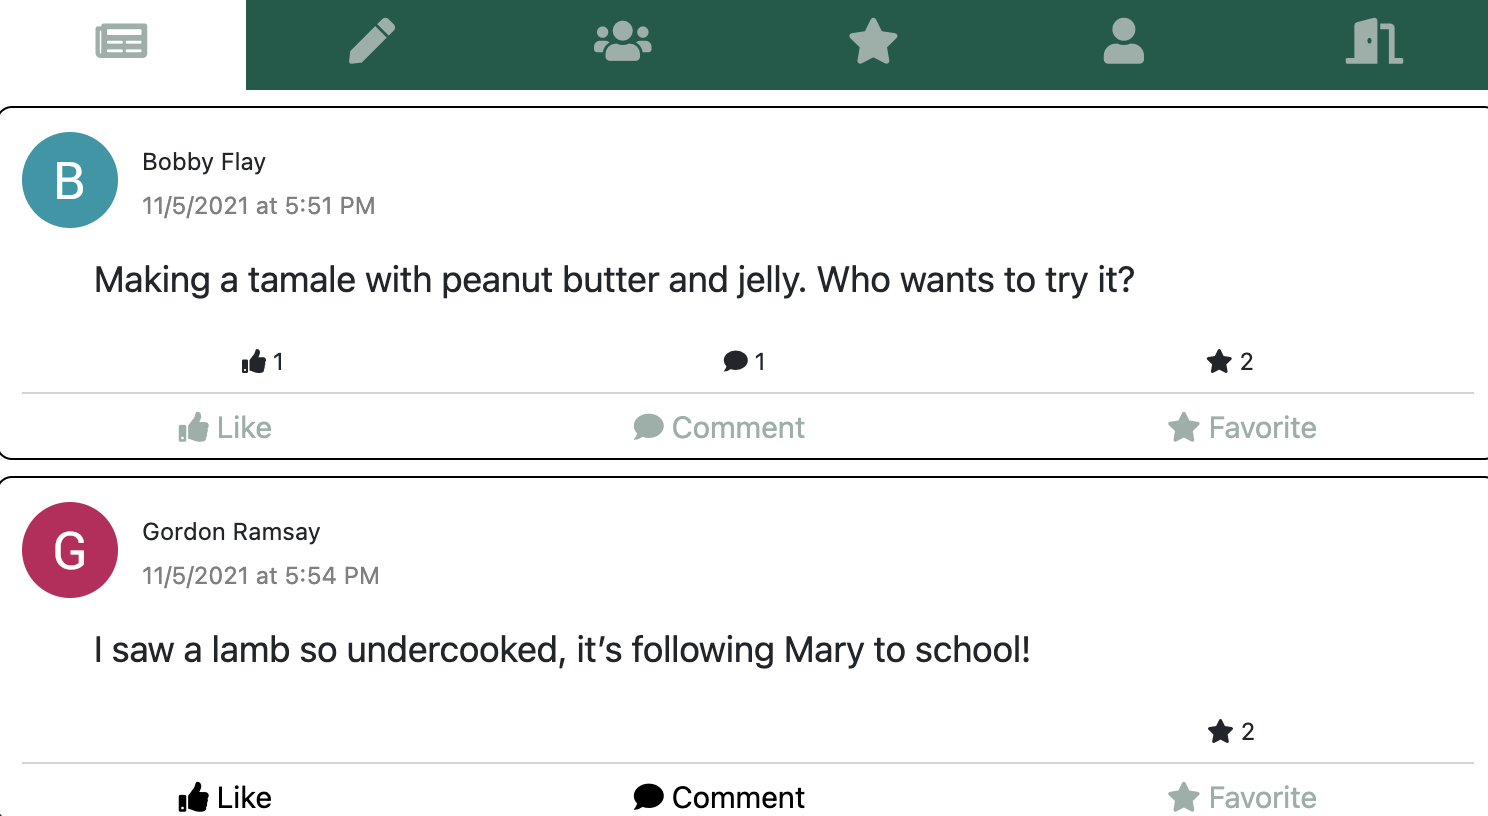 B
Bobby Flay
11/5/2021 at 5:51 PM
Making a tamale with peanut butter and jelly. Who wants to try it?
1 1 2
Like Comment Favorite
G
Gordon Ramsay
11/5/2021 at 5:54 PM
I saw a lamb so undercooked, it’s following Mary to school!
2
Like Comment Favorite